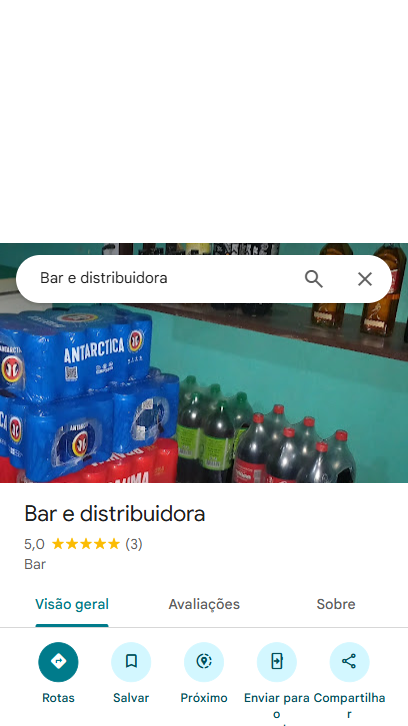 Bar e distribuidora
ANTARCTICA
Bar e distribuidora
5,0 (3)
Bar
Visão geral
Avaliações
Sobre
Rotas
Salvar
Próximo
Enviar para o
Compartilhar